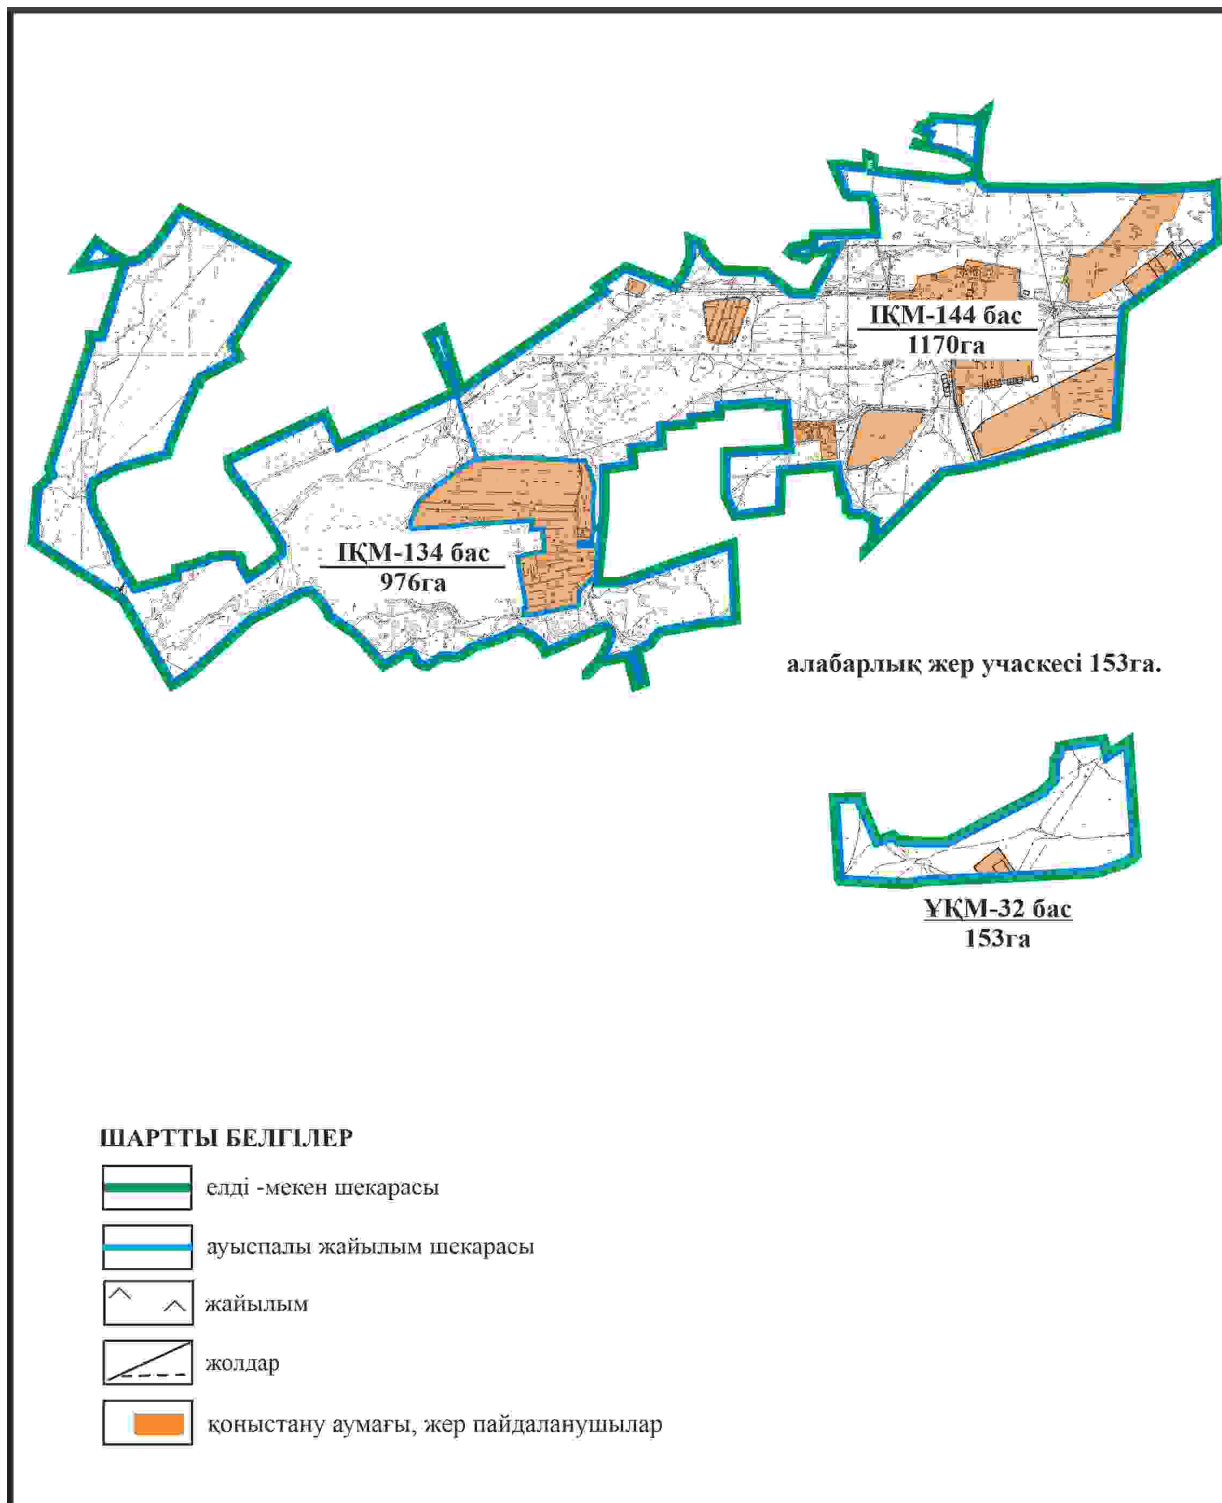 ІҚМ-144 бас
1170га
ІҚМ-134 бас
976га
алабарлық жер учаскесі 153га.
ҰҚМ-32 бас
153га
ШАРТТЫ БЕЛГІЛЕР
елді -мекен шекарасы
ауыспалы жайылым шекарасы
жайылым
жолдар
қоныстану аумағы, жер пайдаланушылар